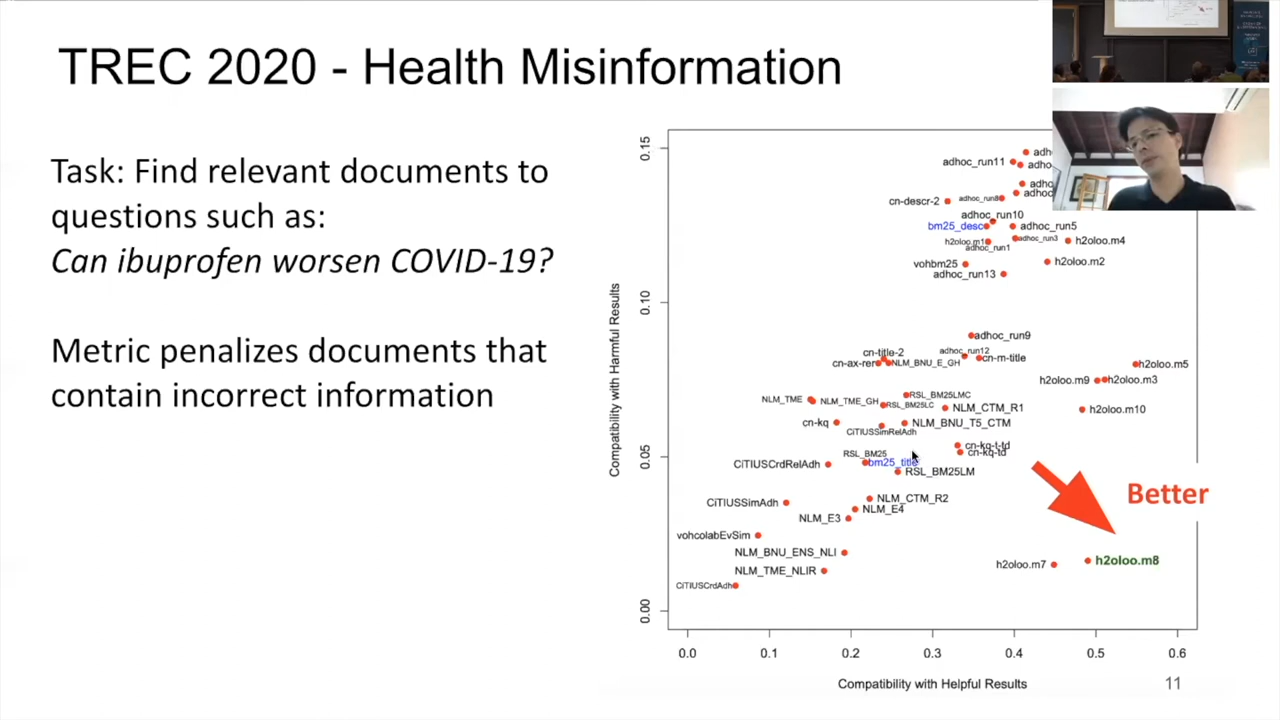 TREC 2020 - Health Misinformation
Task: Find relevant documents to
questions such as:
Can ibuprofen worsen COVID-19?
Metric penalizes documents that
contain incorrect information
Compatibility with Harmful Results
0.15
0.10
0.05
0.00
adhoc_run11
cn-descr-2
adhoc_run8
adhoc_run10
bm25_desc
adhoc_run5
h2oloo.m1
adhoc_run3
h2oloo.m4
adhoc_run1
vohbm25
h2oloo.m2
adhoc_run13
adhoc_run9
cn-title-2
adhoc_run12
cn-m-title
NLM_BNU_E_GH
h2oloo.m5
h2oloo.m9
h2oloo.m3
NLM_TME
NLM_TME_GH
RSL_BM25LMC
RSL_BM25LC
NLM_CTM_R1
h2oloo.m10
cn-kq
CiTIUSSimRelAdh
NLM_BNU_T5_CTM
cn-kq-t-td
cn-kq-td
RSL_BM25
CiTIUSCrdRelAdh
bm25_title
RSL_BM25LM
CiTIUSSimAdh
NLM_CTM_R2
NLM_E4
NLM_E3
Better
vohcolabEvSim
NLM_BNU_ENS_NLI
h2oloo.m7
h2oloo.m8
NLM_TME_NLIR
CiTIUSCrdAdh
0.0 0.1 0.2 0.3 0.4 0.5 0.6
Compatibility with Helpful Results
11